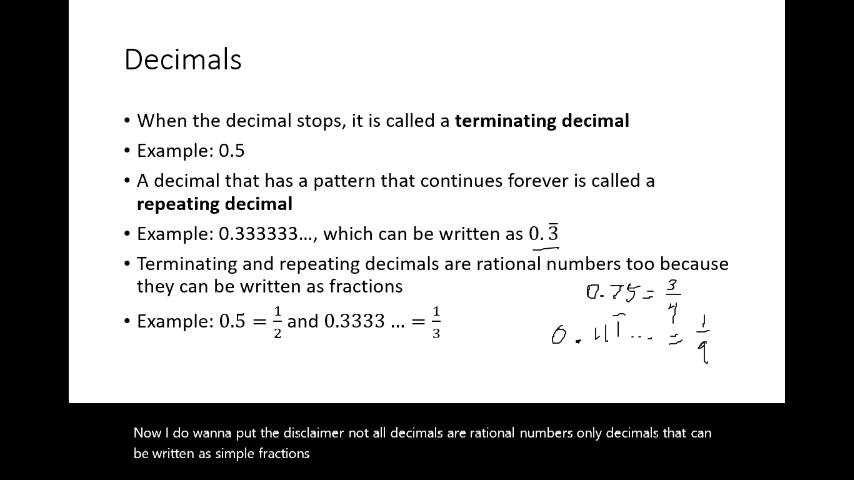 Decimals
• When the decimal stops, it is called a terminating decimal
• Example: 0.5
• A decimal that has a pattern that continues forever is called a
repeating decimal
• Example: 0.333333..., which can be written as 0.3̅
• Terminating and repeating decimals are rational numbers too because
they can be written as fractions
0.75 = 3/4
• Example: 0.5 = 1/2 and 0.3333 ... = 1/3
0.111̅... = 1/9
Now I do wanna put the disclaimer not all decimals are rational numbers only decimals that can
be written as simple fractions